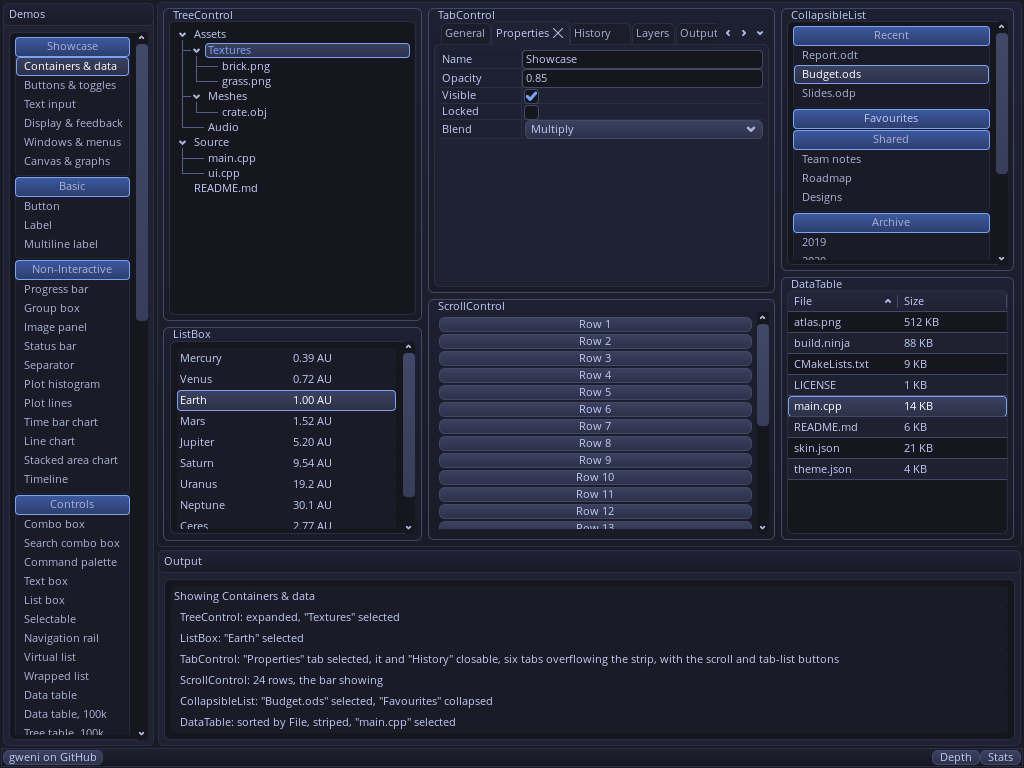 Demos
Showcase
Containers & data
Buttons & toggles
Text input
Display & feedback
Windows & menus
Canvas & graphs
Basic
Button
Label
Multiline label
Non-Interactive
Progress bar
Group box
Image panel
Status bar
Separator
Plot histogram
Plot lines
Time bar chart
Line chart
Stacked area chart
Timeline
Controls
Combo box
Search combo box
Command palette
Text box
List box
Selectable
Navigation rail
Virtual list
Wrapped list
Data table
Data table, 100k
Tree table, 100k
TreeControl
Assets
Textures
brick.png
grass.png
Meshes
crate.obj
Audio
Source
main.cpp
ui.cpp
README.md
ListBox
Mercury 0.39 AU
Venus 0.72 AU
Earth 1.00 AU
Mars 1.52 AU
Jupiter 5.20 AU
Saturn 9.54 AU
Uranus 19.2 AU
Neptune 30.1 AU
Ceres 2.77 AU
TabControl
General Properties History Layers Output
Name Showcase
Opacity 0.85
Visible
Locked
Blend Multiply
ScrollControl
Row 1
Row 2
Row 3
Row 4
Row 5
Row 6
Row 7
Row 8
Row 9
Row 10
Row 11
Row 12
Row 13
CollapsibleList
Recent
Report.odt
Budget.ods
Slides.odp
Favourites
Shared
Team notes
Roadmap
Designs
Archive
2019
2020
DataTable
File Size
atlas.png 512 KB
build.ninja 88 KB
CMakeLists.txt 9 KB
LICENSE 1 KB
main.cpp 14 KB
README.md 6 KB
skin.json 21 KB
theme.json 4 KB
Output
Showing Containers & data
TreeControl: expanded, "Textures" selected
ListBox: "Earth" selected
TabControl: "Properties" tab selected, it and "History" closable, six tabs overflowing the strip, with the scroll and tab-list buttons
ScrollControl: 24 rows, the bar showing
CollapsibleList: "Budget.ods" selected, "Favourites" collapsed
DataTable: sorted by File, striped, "main.cpp" selected
gweni on GitHub
Depth Stats